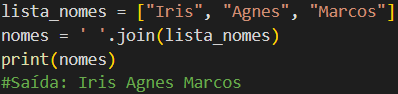 lista_nomes = ["Iris", "Agnes", "Marcos"]
nomes = ' '.join(lista_nomes)
print(nomes)
#Saída: Iris Agnes Marcos